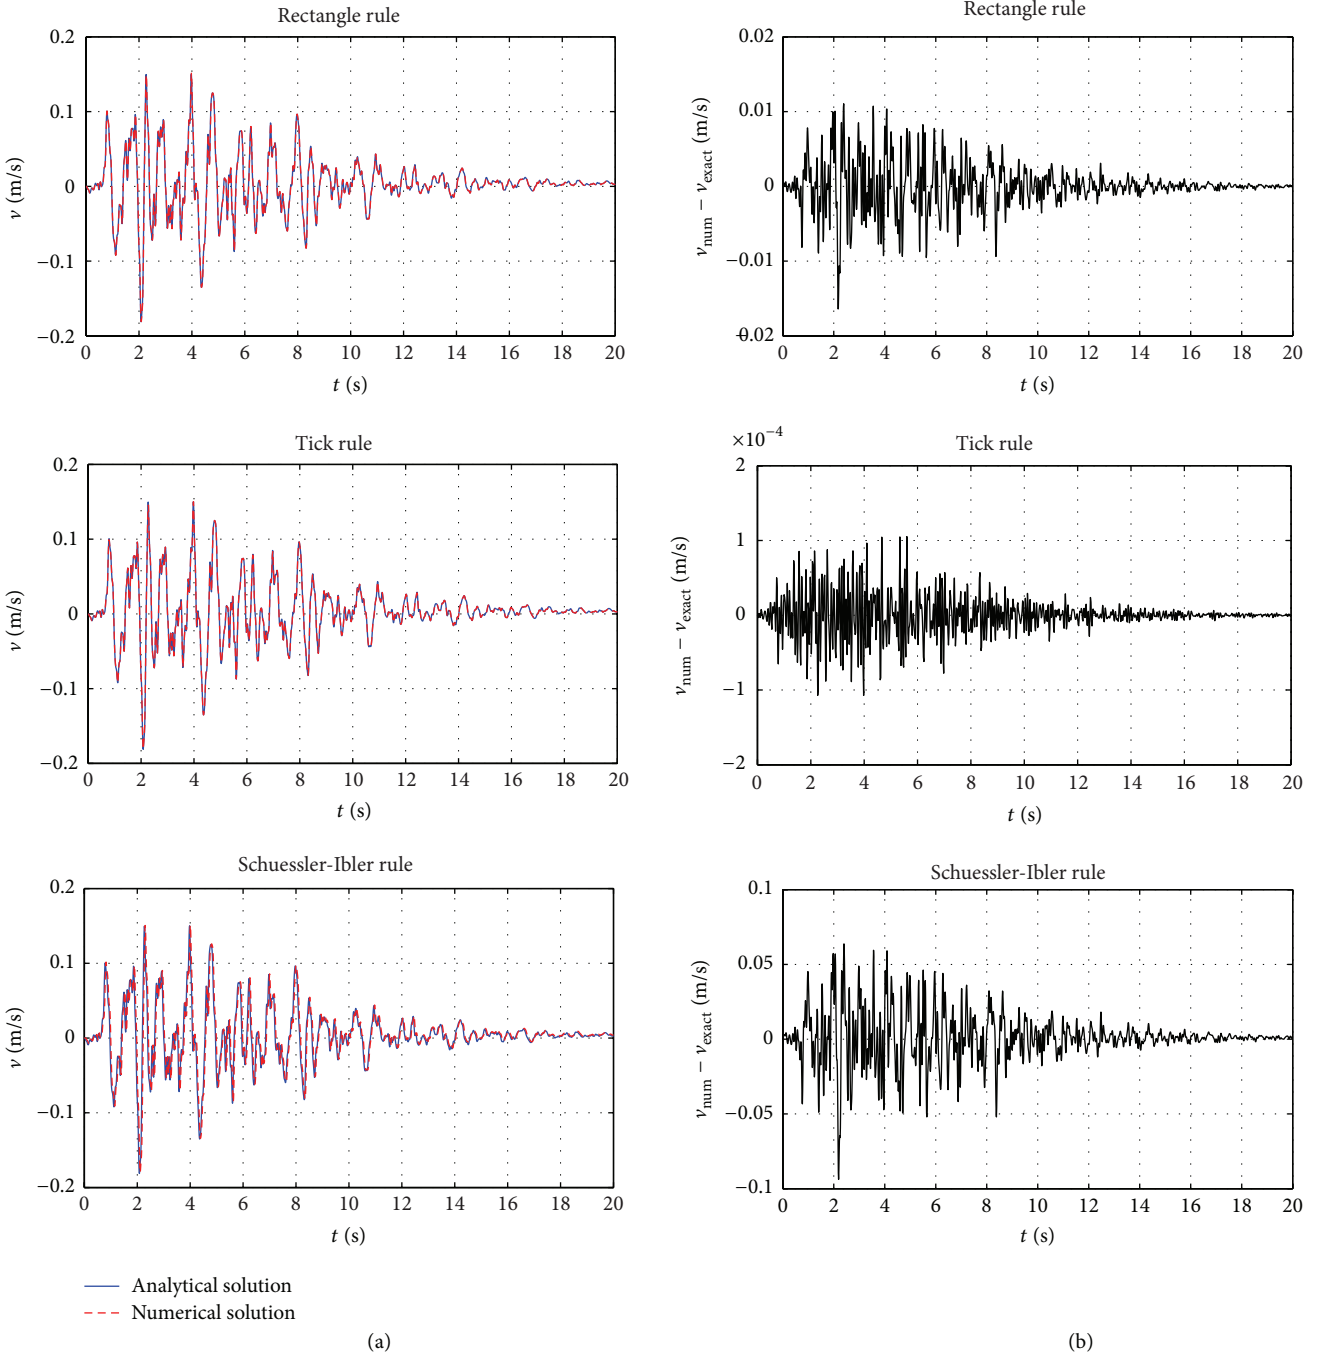 Rectangle rule
0.2
0.1
0
−0.1
−0.2
v (m/s)
0 2 4 6 8 10 12 14 16 18 20
t (s)
Rectangle rule
0.02
0.01
0
−0.01
−0.02
vnum − vexact (m/s)
0 2 4 6 8 10 12 14 16 18 20
t (s)
Tick rule
0.2
0.1
0
−0.1
−0.2
v (m/s)
0 2 4 6 8 10 12 14 16 18 20
t (s)
×10−4
Tick rule
2
1
0
−1
−2
vnum − vexact (m/s)
0 2 4 6 8 10 12 14 16 18 20
t (s)
Schuessler-Ibler rule
0.2
0.1
0
−0.1
−0.2
v (m/s)
0 2 4 6 8 10 12 14 16 18 20
t (s)
Schuessler-Ibler rule
0.1
0.05
0
−0.05
−0.1
vnum − vexact (m/s)
0 2 4 6 8 10 12 14 16 18 20
t (s)
Analytical solution
Numerical solution
(a)
(b)